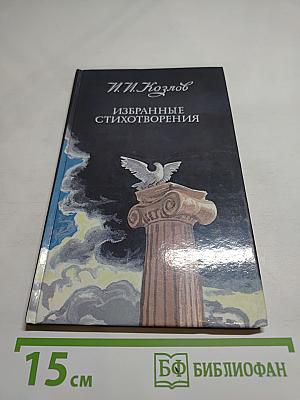 И.И.Козлов
ИЗБРАННЫЕ
СТИХОТВОРЕНИЯ
15 см
БФ БИБЛИОФАН